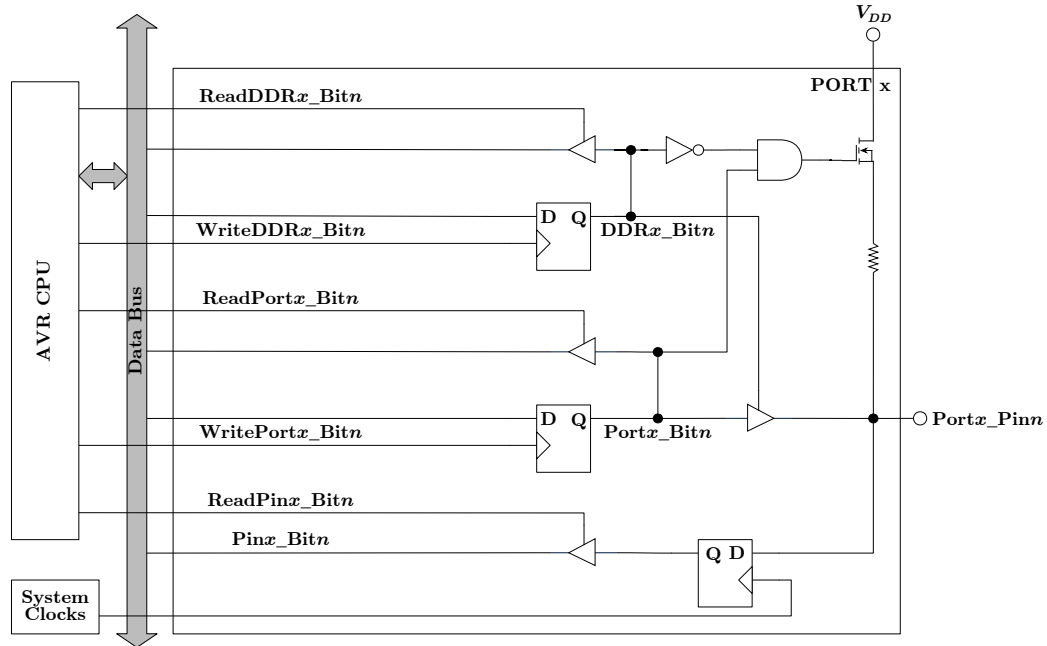 V_DD
PORT x
ReadDDRx_Bitn
D Q
WriteDDRx_Bitn
DDRx_Bitn
AVR CPU
Data Bus
ReadPortx_Bitn
D Q
Portx_Pinn
WritePortx_Bitn
Portx_Bitn
ReadPinx_Bitn
Pinx_Bitn
Q D
System
Clocks